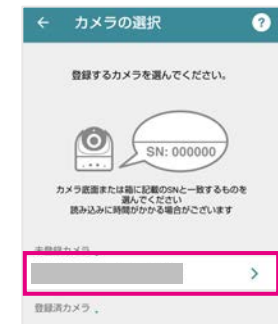 カメラの選択
?
登録するカメラを選んでください。
SN: 000000
カメラ底面または箱に記載のSNと一致するものを
選んでください
読み込みに時間がかかる場合がございます
未登録カメラ
登録済カメラ